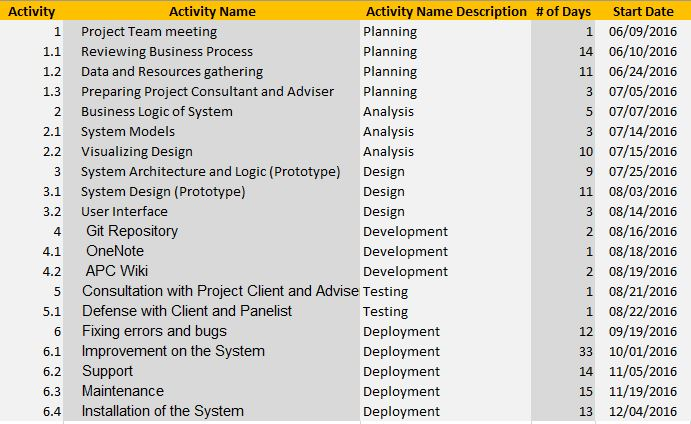 Activity Activity Name Activity Name Description # of Days Start Date
1 Project Team meeting Planning 1 06/09/2016
1.1 Reviewing Business Process Planning 14 06/10/2016
1.2 Data and Resources gathering Planning 11 06/24/2016
1.3 Preparing Project Consultant and Adviser Planning 3 07/05/2016
2 Business Logic of System Analysis 5 07/07/2016
2.1 System Models Analysis 3 07/14/2016
2.2 Visualizing Design Analysis 10 07/15/2016
3 System Architecture and Logic (Prototype) Design 9 07/25/2016
3.1 System Design (Prototype) Design 11 08/03/2016
3.2 User Interface Design 3 08/14/2016
4 Git Repository Development 2 08/16/2016
4.1 OneNote Development 1 08/18/2016
4.2 APC Wiki Development 2 08/19/2016
5 Consultation with Project Client and Advise Testing 1 08/21/2016
5.1 Defense with Client and Panelist Testing 1 08/22/2016
6 Fixing errors and bugs Deployment 12 09/19/2016
6.1 Improvement on the System Deployment 33 10/01/2016
6.2 Support Deployment 14 11/05/2016
6.3 Maintenance Deployment 15 11/19/2016
6.4 Installation of the System Deployment 13 12/04/2016